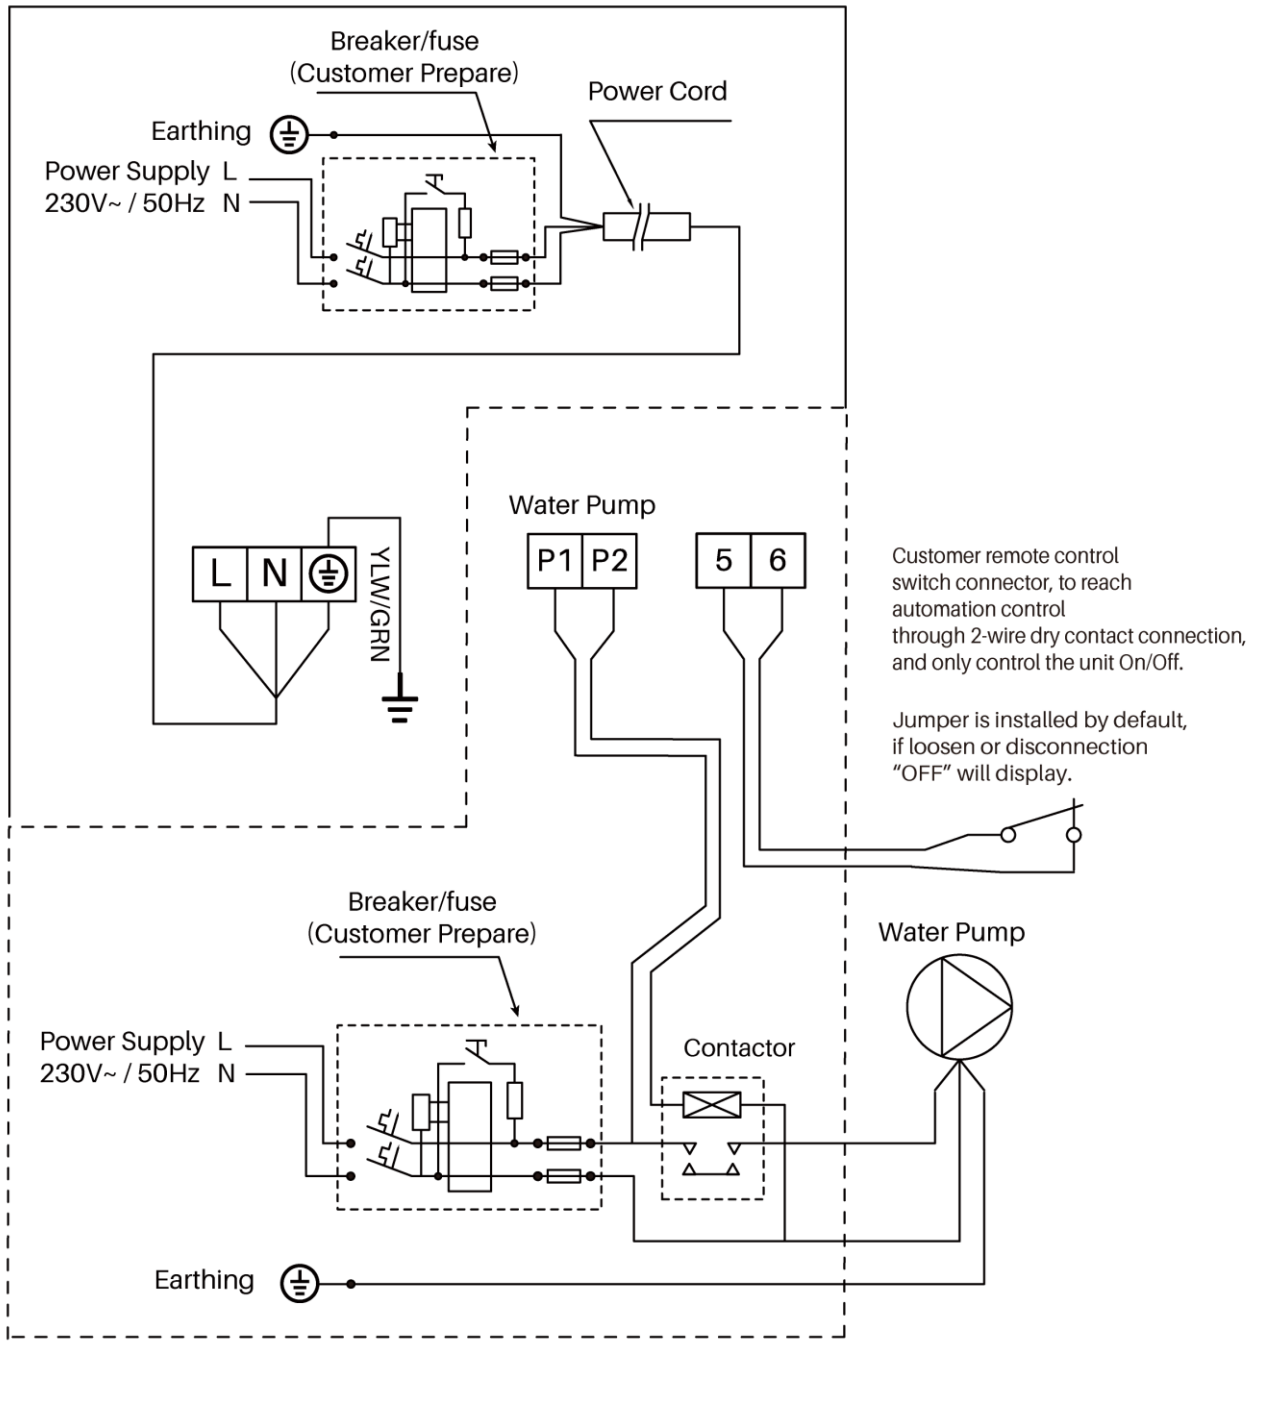 Breaker/fuse
(Customer Prepare)
Power Cord
Earthing
Power Supply L
230V~ / 50Hz N
Water Pump
L N
YLW/GRN
P1 P2
5 6
Customer remote control
switch connector, to reach
automation control
through 2-wire dry contact connection,
and only control the unit On/Off.
Jumper is installed by default,
if loosen or disconnection
“OFF” will display.
Breaker/fuse
(Customer Prepare)
Water Pump
Power Supply L
230V~ / 50Hz N
Contactor
Earthing